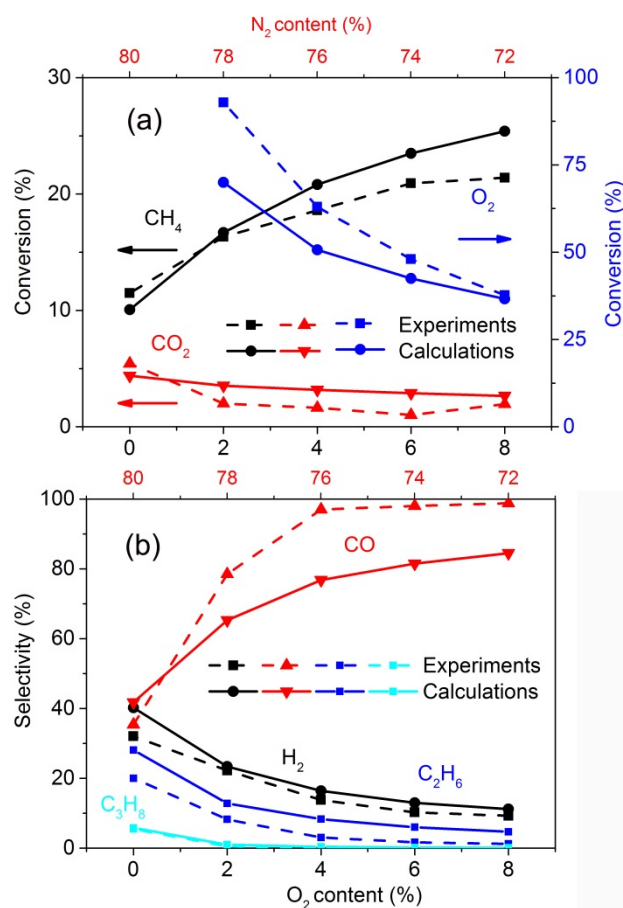 N₂ content (%)
80 78 76 74 72
30 100
(a)
O₂
75
20
CH₄
50
10
Experiments
CO₂ 25
Calculations
0 0
0 2 4 6 8
Conversion (%)
Conversion (%)
80 78 76 74 72
100
(b) CO
80
60
Experiments
Calculations
40
H₂
C₂H₆
20
C₃H₈
0
0 2 4 6 8
Selectivity (%)
O₂ content (%)